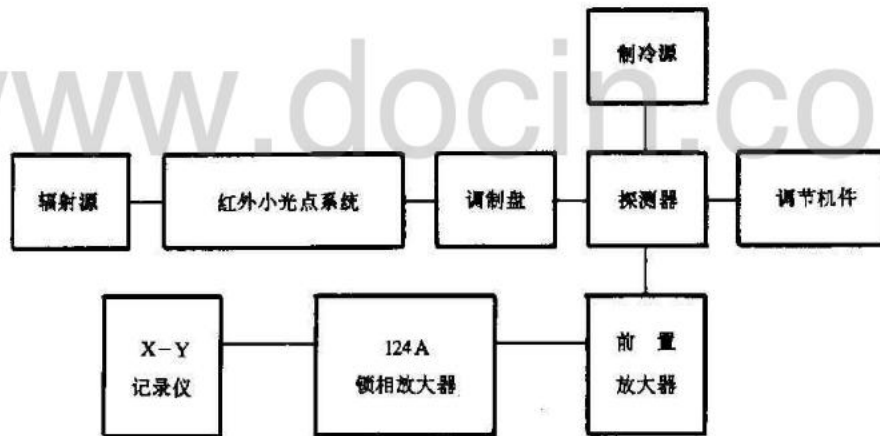 制冷源
www.docin.co
辐射源
红外小光点系统
调制盘
探测器
调节机件
X-Y
记录仪
124A
锁相放大器
前 置
放大器